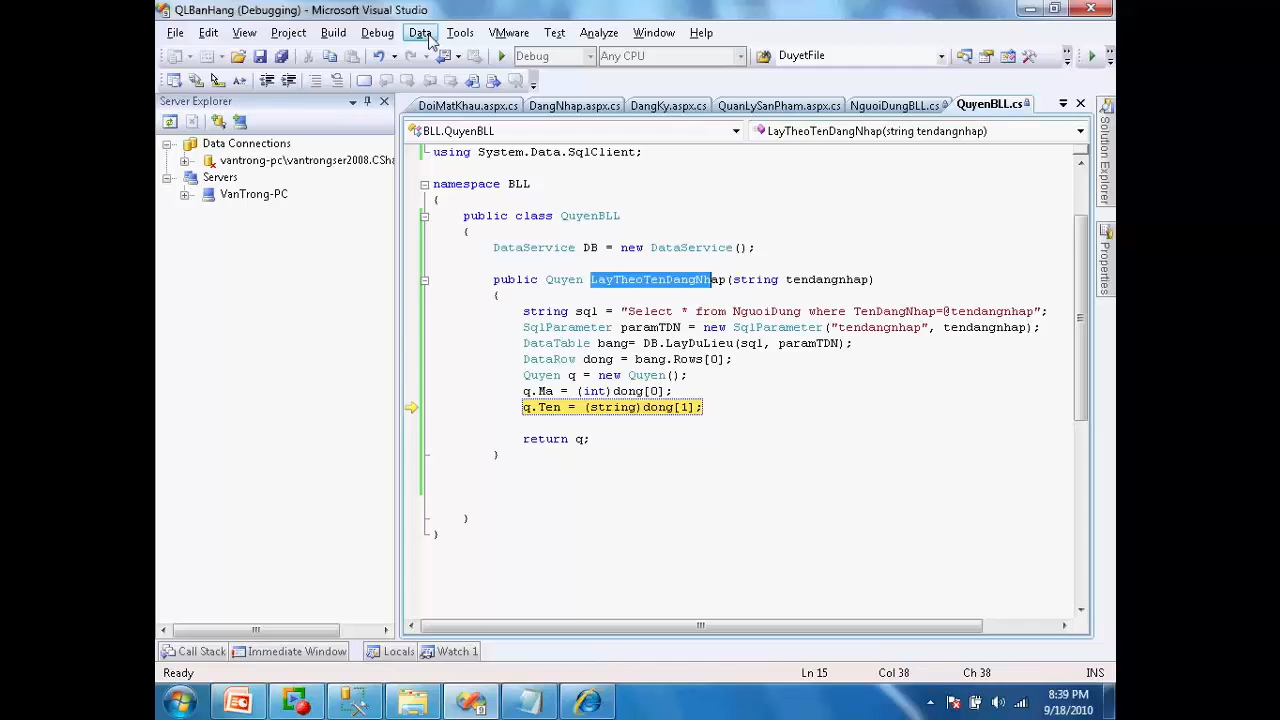 QLBanHang (Debugging) - Microsoft Visual Studio
File Edit View Project Build Debug Data Tools VMware Test Analyze Window Help
Debug Any CPU DuyetFile
Server Explorer
DoiMatKhau.aspx.cs DangNhap.aspx.cs DangKy.aspx.cs QuanLySanPham.aspx.cs NguoiDungBLL.cs QuyenBLL.cs
BLL.QuyenBLL LayTheoTenDangNhap(string tendangnhap)
Data Connections
vantrong-pc\vantrongser2008.CSh
Servers
VanTrong-PC
using System.Data.SqlClient;
namespace BLL
{
public class QuyenBLL
{
DataService DB = new DataService();
public Quyen LayTheoTenDangNhap(string tendangnhap)
{
string sql = "Select * from NguoiDung where TenDangNhap=@tendangnhap";
SqlParameter paramTDN = new SqlParameter("tendangnhap", tendangnhap);
DataTable bang= DB.LayDuLieu(sql, paramTDN);
DataRow dong = bang.Rows[0];
Quyen q = new Quyen();
q.Ma = (int)dong[0];
q.Ten = (string)dong[1];
return q;
}
}
}
Solution Explorer
Properties
Call Stack Immediate Window Locals Watch 1
Ready Ln 15 Col 38 Ch 38 INS
8:39 PM
9/18/2010